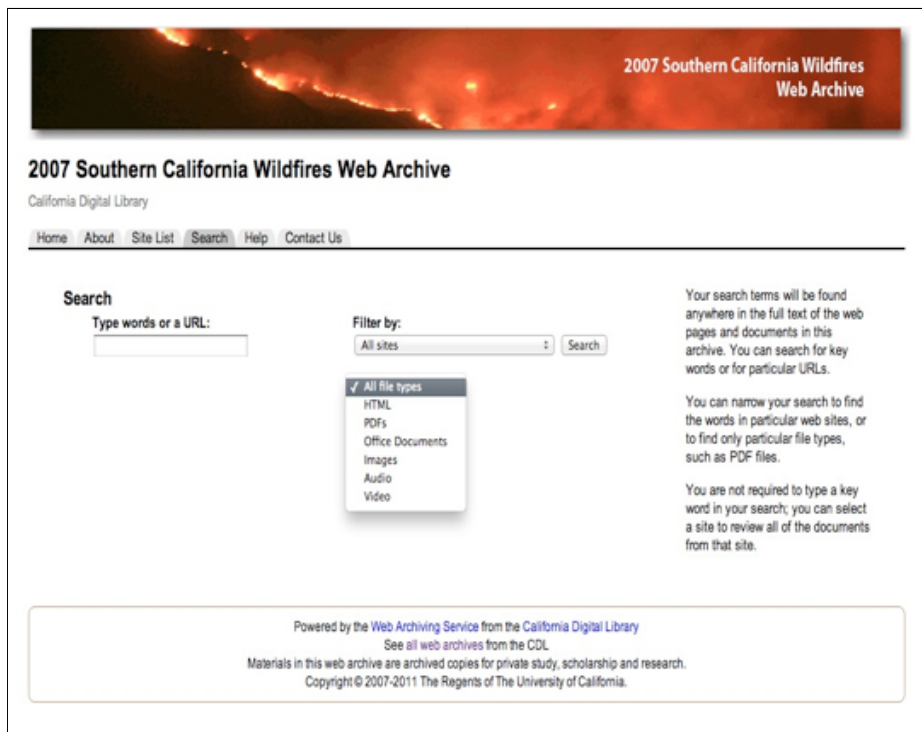 2007 Southern California Wildfires
Web Archive
2007 Southern California Wildfires Web Archive
California Digital Library
Home About Site List Search Help Contact Us
Search
Type words or a URL:
Filter by:
All sites
Search
✓ All file types
HTML
PDFs
Office Documents
Images
Audio
Video
Your search terms will be found
anywhere in the full text of the web
pages and documents in this
archive. You can search for key
words or for particular URLs.
You can narrow your search to find
the words in particular web sites, or
to find only particular file types,
such as PDF files.
You are not required to type a key
word in your search; you can select
a site to review all of the documents
from that site.
Powered by the Web Archiving Service from the California Digital Library
See all web archives from the CDL
Materials in this web archive are archived copies for private study, scholarship and research.
Copyright © 2007-2011 The Regents of The University of California.